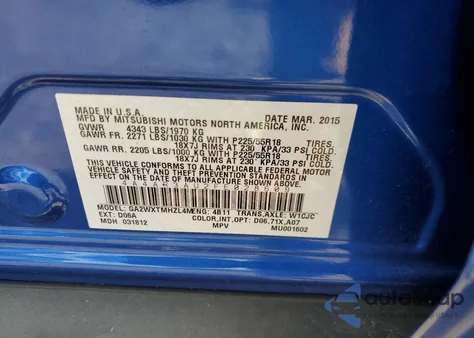 MADE IN U.S.A. DATE MAR. 2015
MFD BY MITSUBISHI MOTORS NORTH AMERICA, INC.
GVWR 4343 LBS/1970 KG
GAWR FR. 2271 LBS/1030 KG WITH P225/55R18 TIRES,
18X7J RIMS AT 230 KPA/33 PSI COLD.
GAWR RR. 2205 LBS/1000 KG WITH P225/55R18 TIRES,
18X7J RIMS AT 230 KPA/33 PSI COLD.
THIS VEHICLE CONFORMS TO ALL APPLICABLE FEDERAL MOTOR
VEHICLE SAFETY, BUMPER, AND THEFT PREVENTION STANDARDS
IN EFFECT ON THE DATE OF MANUFACTURE SHOWN ABOVE.
MODEL: GA2WXTMHZL4M ENG: 4B11 TRANS,AXLE: W1CJC
EXT: D06A COLOR,INT,OPT: D06,71X,A07
MDH 031812 MPV MU001602